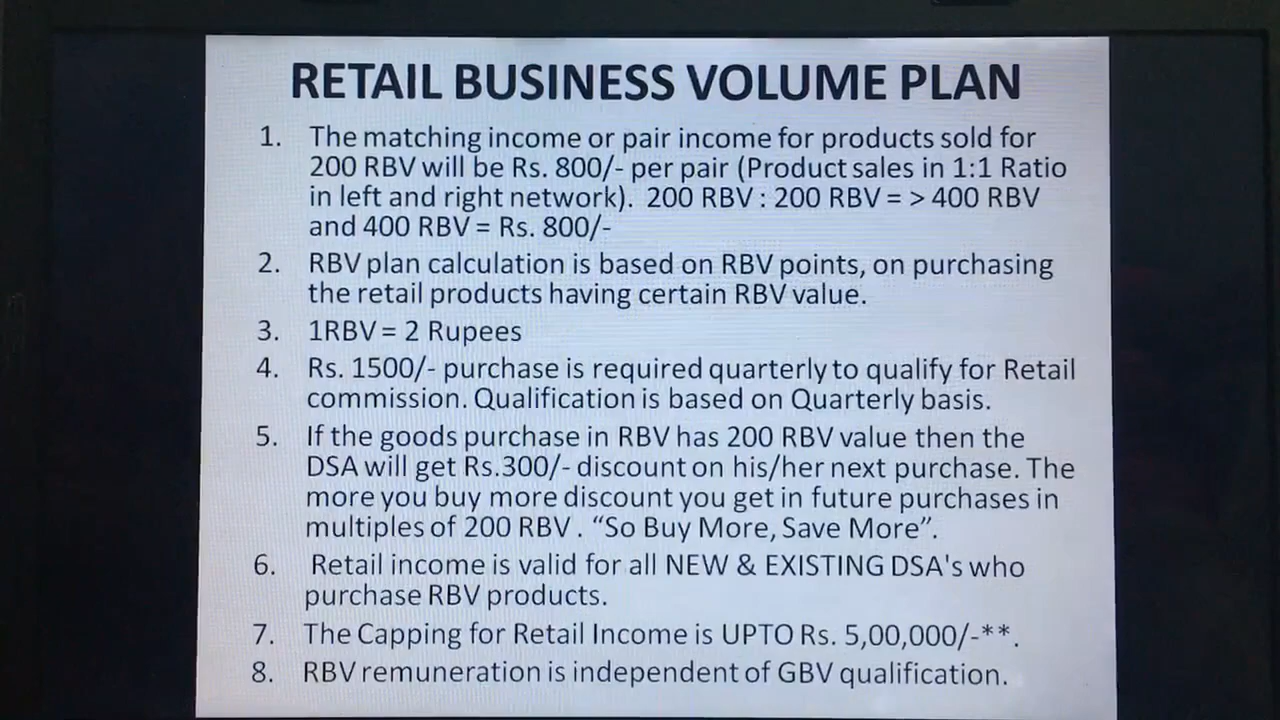 RETAIL BUSINESS VOLUME PLAN
1. The matching income or pair income for products sold for
200 RBV will be Rs. 800/- per pair (Product sales in 1:1 Ratio
in left and right network). 200 RBV : 200 RBV = > 400 RBV
and 400 RBV = Rs. 800/-
2. RBV plan calculation is based on RBV points, on purchasing
the retail products having certain RBV value.
3. 1RBV = 2 Rupees
4. Rs. 1500/- purchase is required quarterly to qualify for Retail
commission. Qualification is based on Quarterly basis.
5. If the goods purchase in RBV has 200 RBV value then the
DSA will get Rs.300/- discount on his/her next purchase. The
more you buy more discount you get in future purchases in
multiples of 200 RBV . “So Buy More, Save More”.
6. Retail income is valid for all NEW & EXISTING DSA's who
purchase RBV products.
7. The Capping for Retail Income is UPTO Rs. 5,00,000/-**.
8. RBV remuneration is independent of GBV qualification.